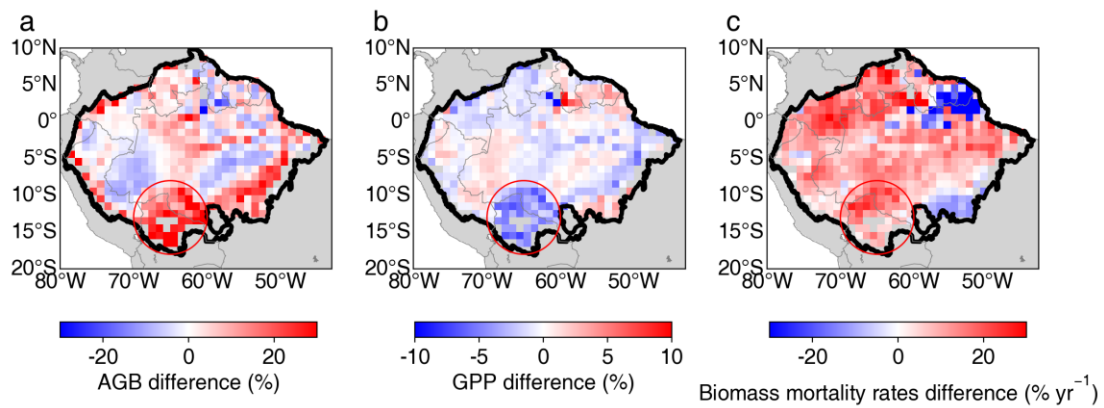 a b c
10°N 10°N 10°N
5°N 5°N 5°N
0° 0° 0°
5°S 5°S 5°S
10°S 10°S 10°S
15°S 15°S 15°S
20°S 20°S 20°S
80°W 70°W 60°W 50°W 80°W 70°W 60°W 50°W 80°W 70°W 60°W 50°W
-20 0 20 -10 -5 0 5 10 -20 0 20
AGB difference (%) GPP difference (%) Biomass mortality rates difference (% yr⁻¹)